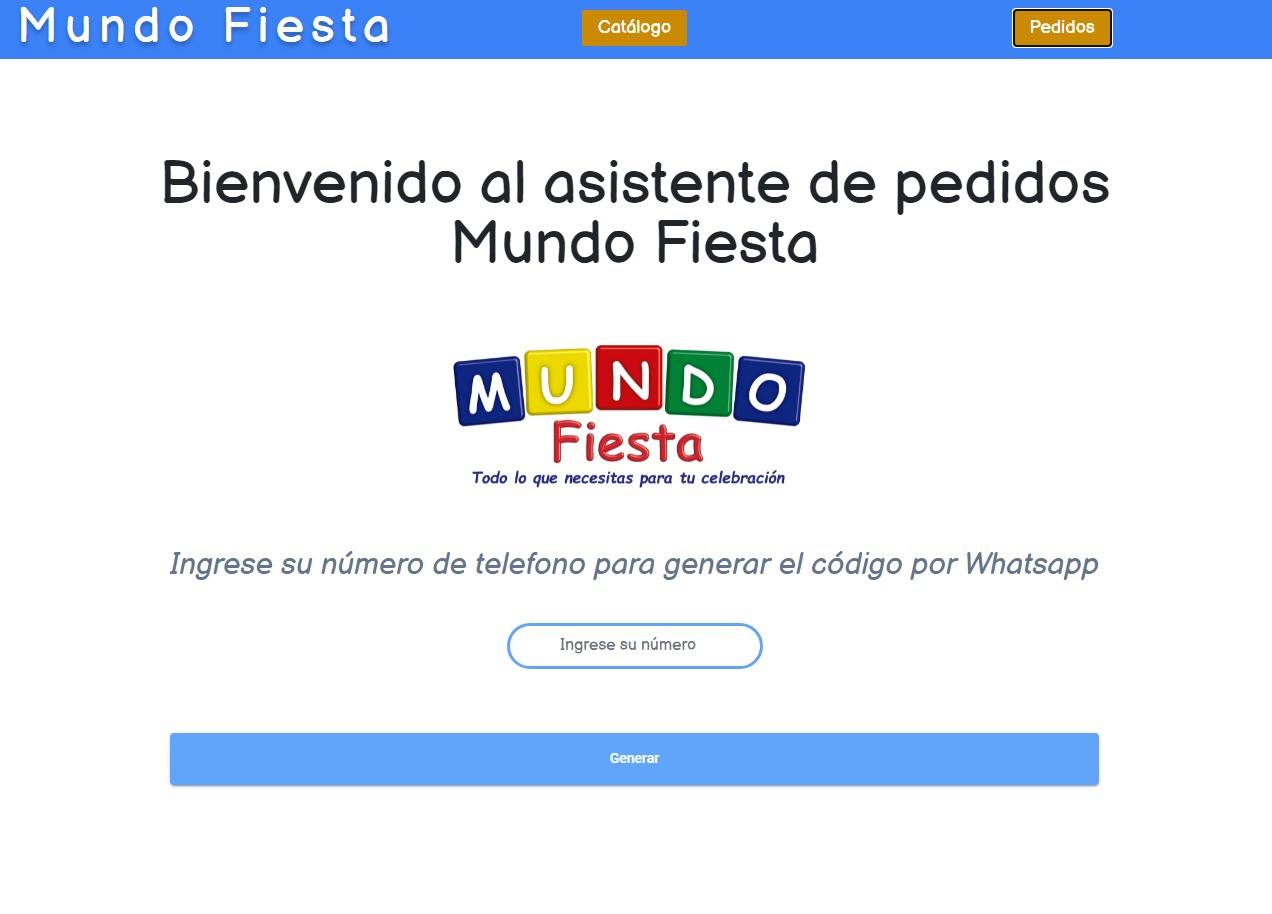 Mundo Fiesta
Catálogo
Pedidos
Bienvenido al asistente de pedidos
Mundo Fiesta
MUNDO
Fiesta
Todo lo que necesitas para tu celebración
Ingrese su número de telefono para generar el código por Whatsapp
Ingrese su número
Generar